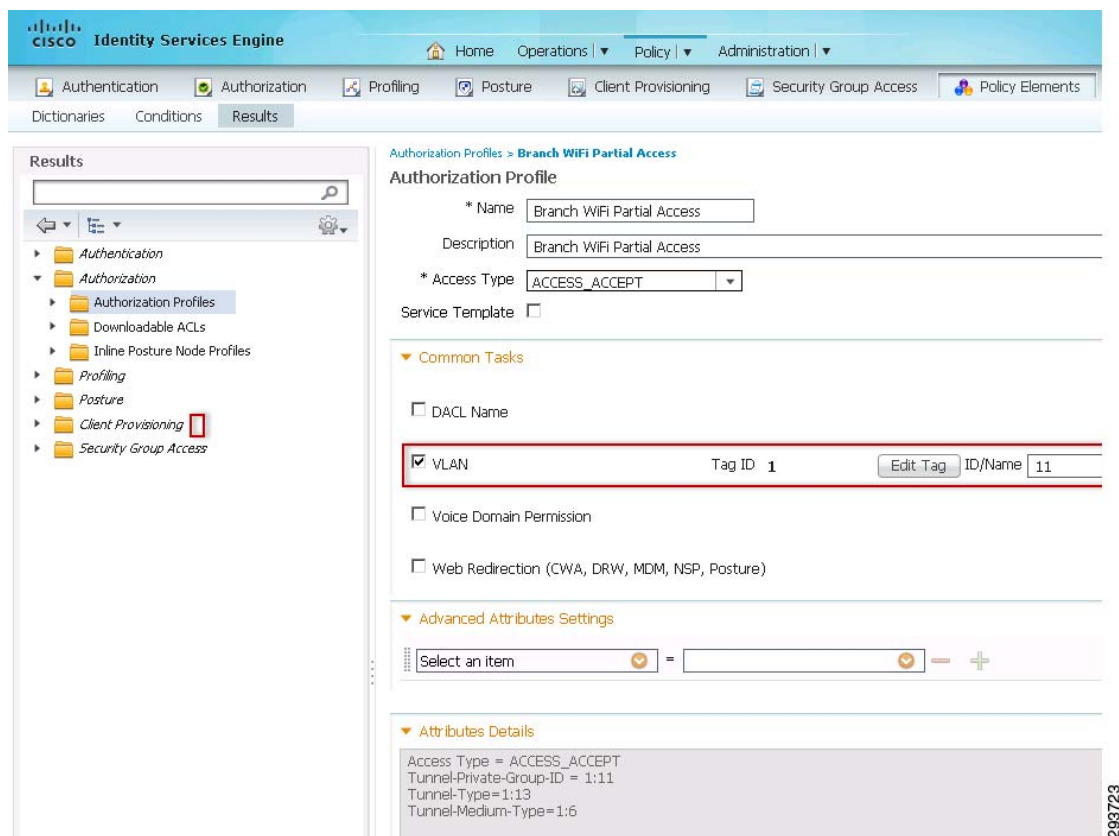 CISCO Identity Services Engine
Home Operations | ▼ Policy | ▼ Administration | ▼
Authentication Authorization Profiling Posture Client Provisioning Security Group Access Policy Elements
Dictionaries Conditions Results
Results
Authentication
Authorization
Authorization Profiles
Downloadable ACLs
Inline Posture Node Profiles
Profiling
Posture
Client Provisioning
Security Group Access
Authorization Profiles > Branch WiFi Partial Access
Authorization Profile
* Name Branch WiFi Partial Access
Description Branch WiFi Partial Access
* Access Type ACCESS_ACCEPT
Service Template
Common Tasks
DACL Name
VLAN Tag ID 1 Edit Tag ID/Name 11
Voice Domain Permission
Web Redirection (CWA, DRW, MDM, NSP, Posture)
Advanced Attributes Settings
Select an item =
Attributes Details
Access Type = ACCESS_ACCEPT
Tunnel-Private-Group-ID = 1:11
Tunnel-Type=1:13
Tunnel-Medium-Type=1:6
293723